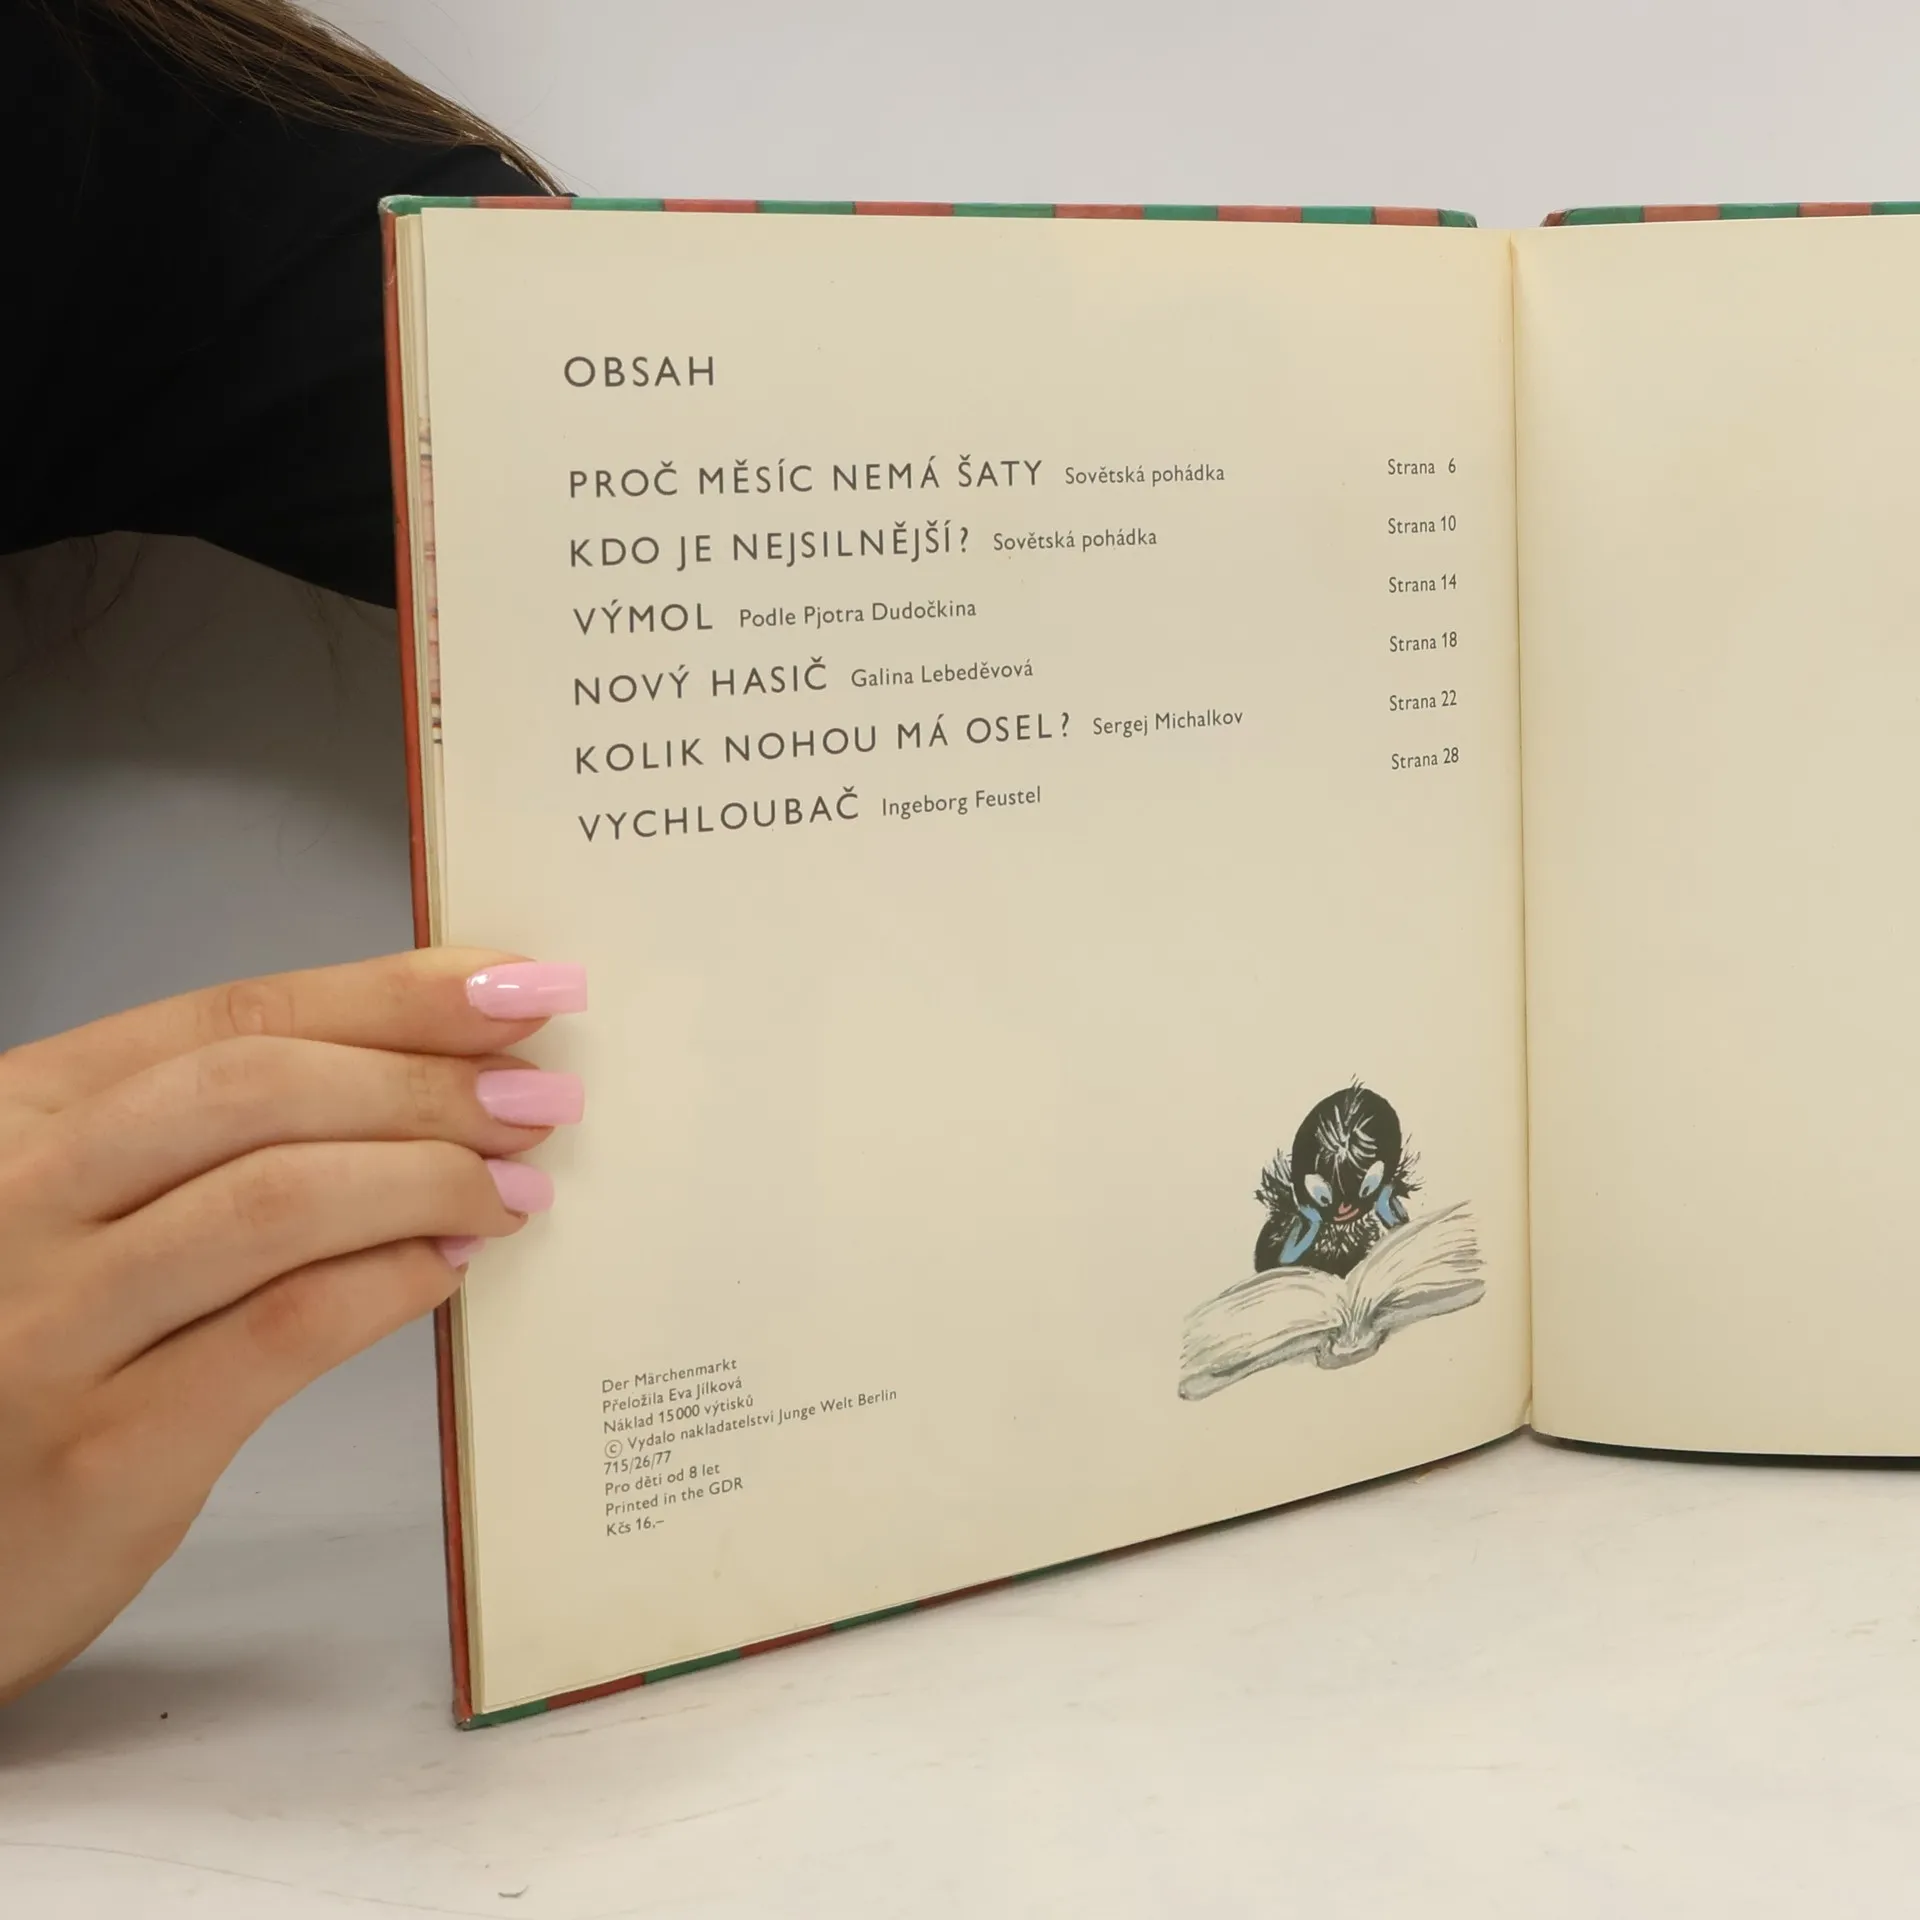 OBSAH
PROČ MĚSÍC NEMÁ ŠATY Sovětská pohádka Strana 6
KDO JE NEJSILNĚJŠÍ? Sovětská pohádka Strana 10
VÝMOL Podle Pjotra Dudočkina Strana 14
NOVÝ HASIČ Galina Lebeděvová Strana 18
KOLIK NOHOU MÁ OSEL? Sergej Michalkov Strana 22
VYCHLOUBAČ Ingeborg Feustel Strana 28
Der Märchenmarkt
Přeložila Eva Jílková
Náklad 15000 výtisků
© Vydalo nakladatelství Junge Welt Berlin
715/26/77
Pro děti od 8 let
Printed in the GDR
Kčs 16,–